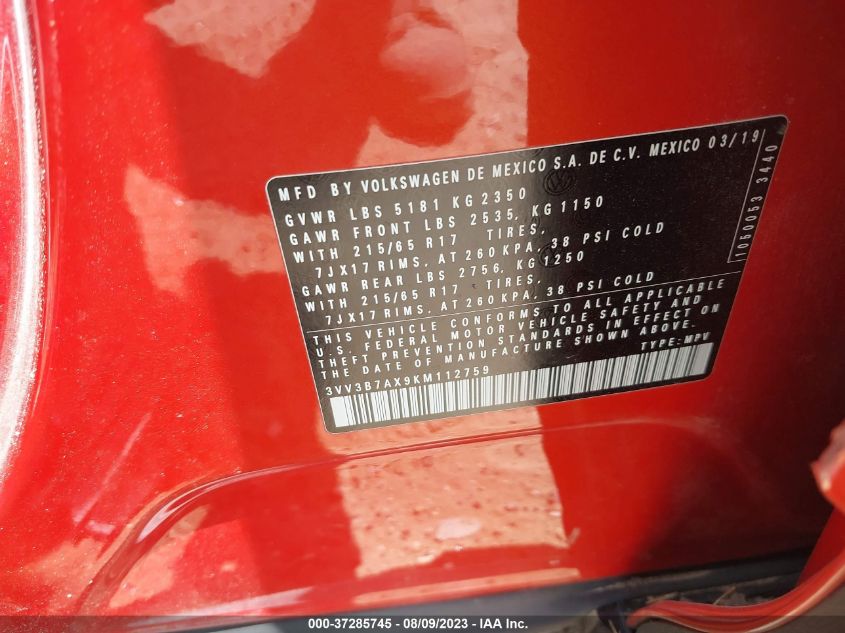 MFD BY VOLKSWAGEN DE MEXICO S.A. DE C.V. MEXICO 03/19
GVWR LBS 5181 KG 2350
GAWR FRONT LBS 2535, KG 1150
WITH 215/65 R17 TIRES,
7JX17 RIMS, AT 260 KPA, 38 PSI COLD
GAWR REAR LBS 2756, KG 1250
WITH 215/65 R17 TIRES,
7JX17 RIMS, AT 260 KPA, 38 PSI COLD
THIS VEHICLE CONFORMS TO ALL APPLICABLE
U.S. FEDERAL MOTOR VEHICLE SAFETY AND
THEFT PREVENTION STANDARDS IN EFFECT ON
THE DATE OF MANUFACTURE SHOWN ABOVE.
TYPE: MPV
3VV3B7AX9KM112759
1050053 3440
000-37285745 - 08/09/2023 - IAA Inc.